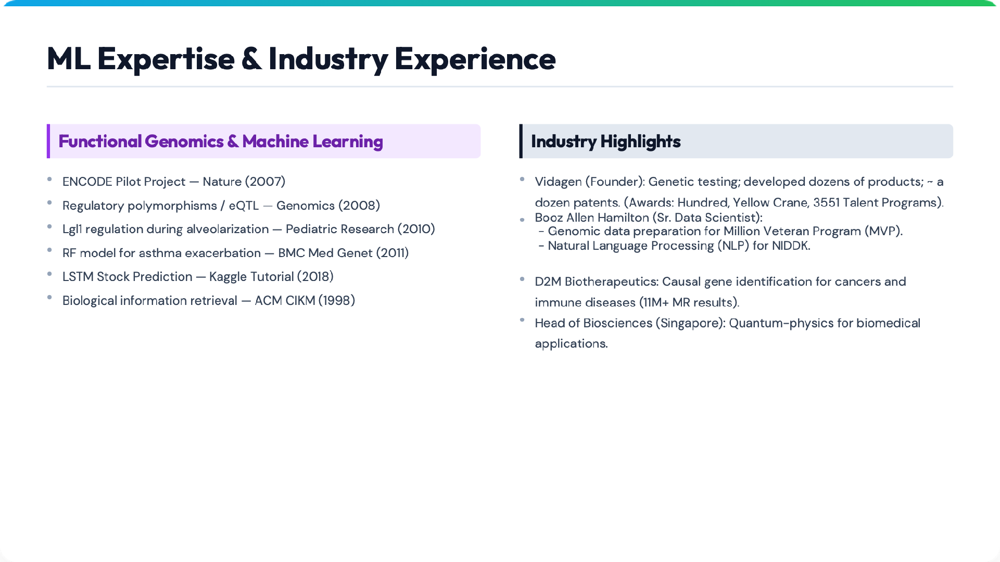 ML Expertise & Industry Experience
Functional Genomics & Machine Learning
• ENCODE Pilot Project — Nature (2007)
• Regulatory polymorphisms / eQTL — Genomics (2008)
• Lgl1 regulation during alveolarization — Pediatric Research (2010)
• RF model for asthma exacerbation — BMC Med Genet (2011)
• LSTM Stock Prediction — Kaggle Tutorial (2018)
• Biological information retrieval — ACM CIKM (1998)
Industry Highlights
• Vidagen (Founder): Genetic testing; developed dozens of products; ~ a
dozen patents. (Awards: Hundred, Yellow Crane, 3551 Talent Programs).
• Booz Allen Hamilton (Sr. Data Scientist):
– Genomic data preparation for Million Veteran Program (MVP).
– Natural Language Processing (NLP) for NIDDK.
• D2M Biotherapeutics: Causal gene identification for cancers and
immune diseases (11M+ MR results).
• Head of Biosciences (Singapore): Quantum-physics for biomedical
applications.